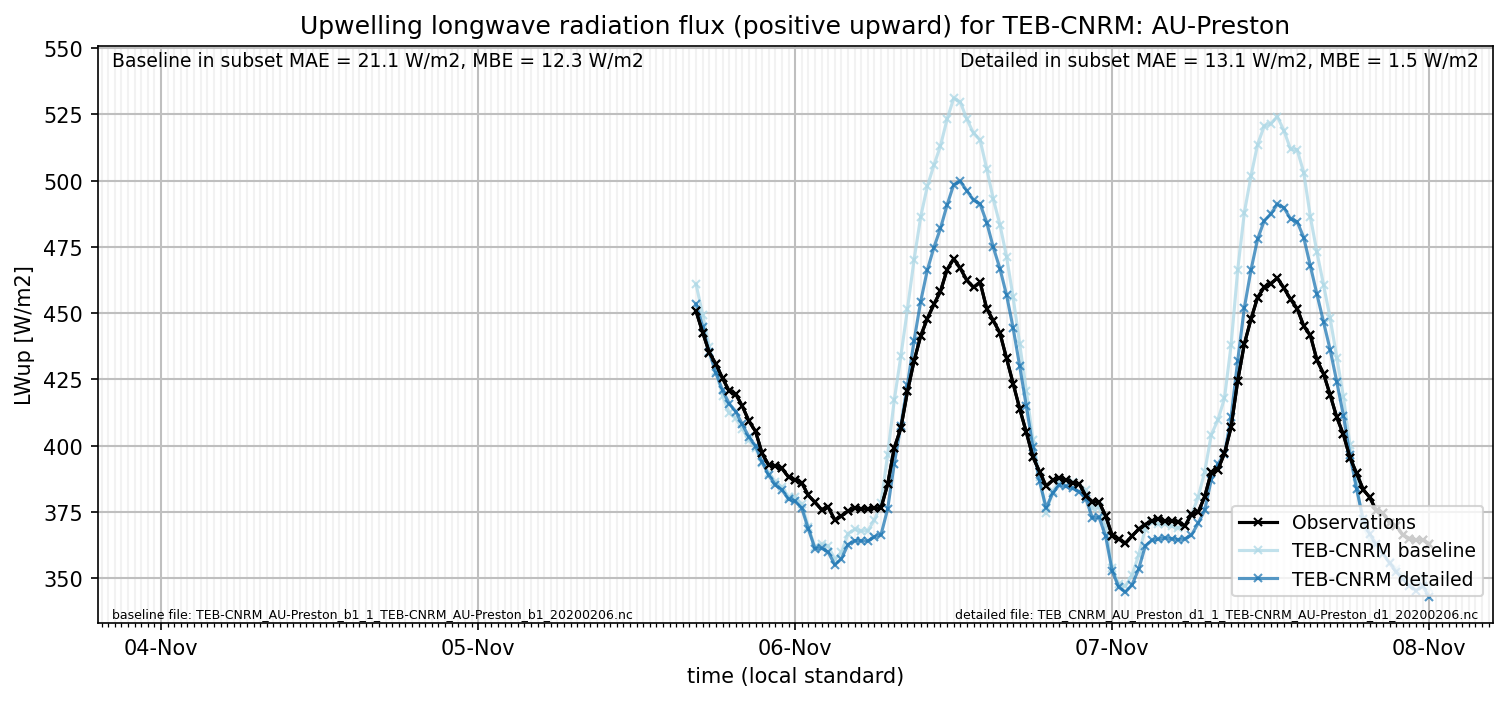 Upwelling longwave radiation flux (positive upward) for TEB-CNRM: AU-Preston
Baseline in subset MAE = 21.1 W/m2, MBE = 12.3 W/m2
Detailed in subset MAE = 13.1 W/m2, MBE = 1.5 W/m2
LWup [W/m2]
550
525
500
475
450
425
400
375
350
Observations
TEB-CNRM baseline
TEB-CNRM detailed
baseline file: TEB-CNRM_AU-Preston_b1_1_TEB-CNRM_AU-Preston_b1_20200206.nc
detailed file: TEB_CNRM_AU_Preston_d1_1_TEB-CNRM_AU-Preston_d1_20200206.nc
04-Nov
05-Nov
06-Nov
07-Nov
08-Nov
time (local standard)